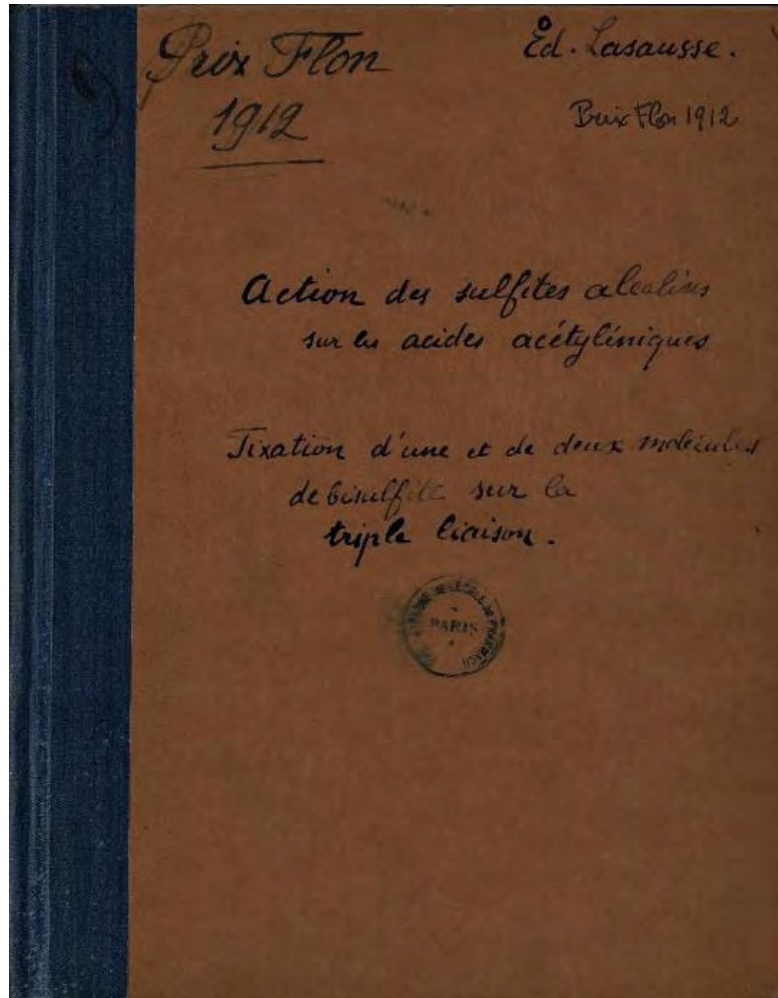 Prix Flon
1912
Éd. Lasausse.
Prix Flon 1912
Action des sulfites alcalins
sur les acides acétyléniques
Fixation d'une et de deux molécules
de bisulfite sur la
triple liaison.
PARIS